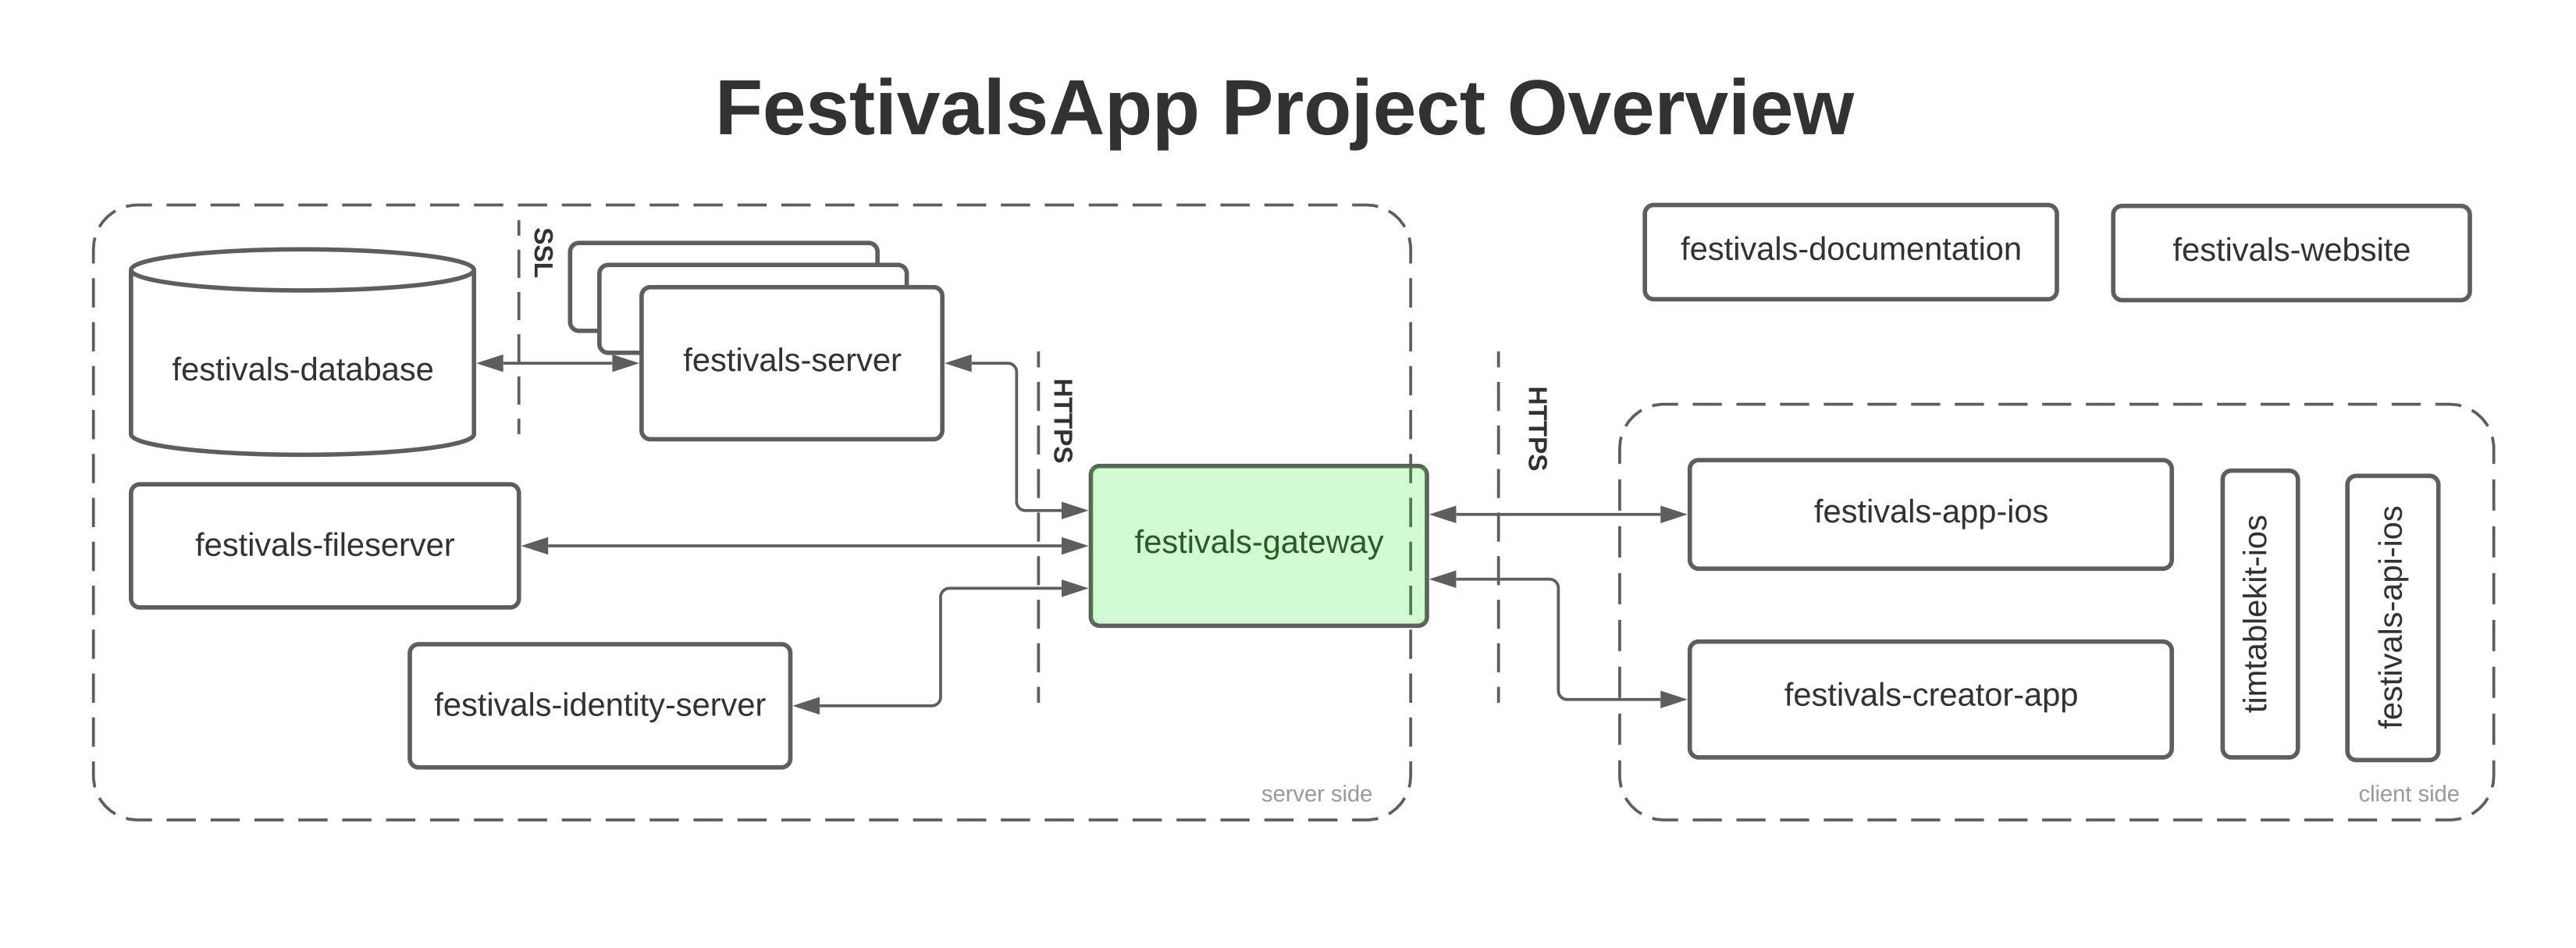 FestivalsApp Project Overview
SSL
festivals-documentation
festivals-website
festivals-database
festivals-server
HTTPS
HTTPS
festivals-fileserver
festivals-gateway
festivals-app-ios
timtablekit-ios
festivals-api-ios
festivals-identity-server
festivals-creator-app
server side
client side